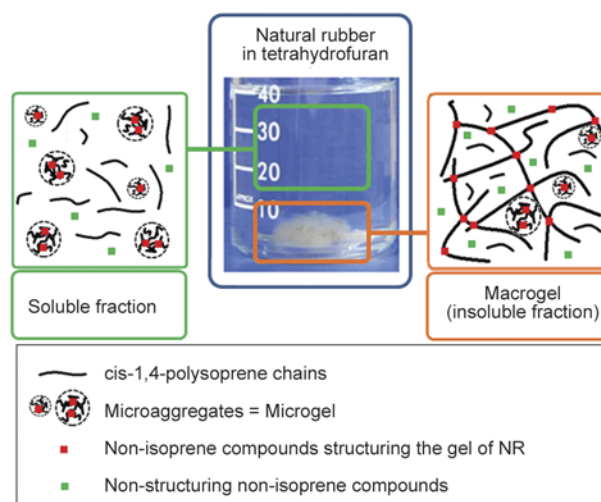 Natural rubber
in tetrahydrofuran
40
30
20
10
Soluble fraction
Macrogel
(insoluble fraction)
cis-1,4-polysoprene chains
Microaggregates = Microgel
Non-isoprene compounds structuring the gel of NR
Non-structuring non-isoprene compounds